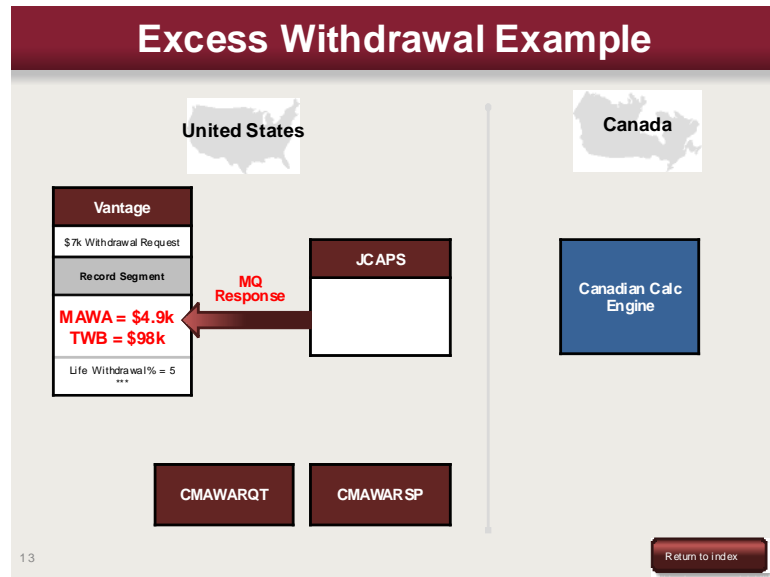 Excess Withdrawal Example
United States
Canada
Vantage
$7k Withdrawal Request
Record Segment
MAWA = $4.9k
TWB = $98k
Life Withdrawal% = 5
***
MQ
Response
JCAPS
Canadian Calc
Engine
CMAWARQT
CMAWARSP
13
Return to index